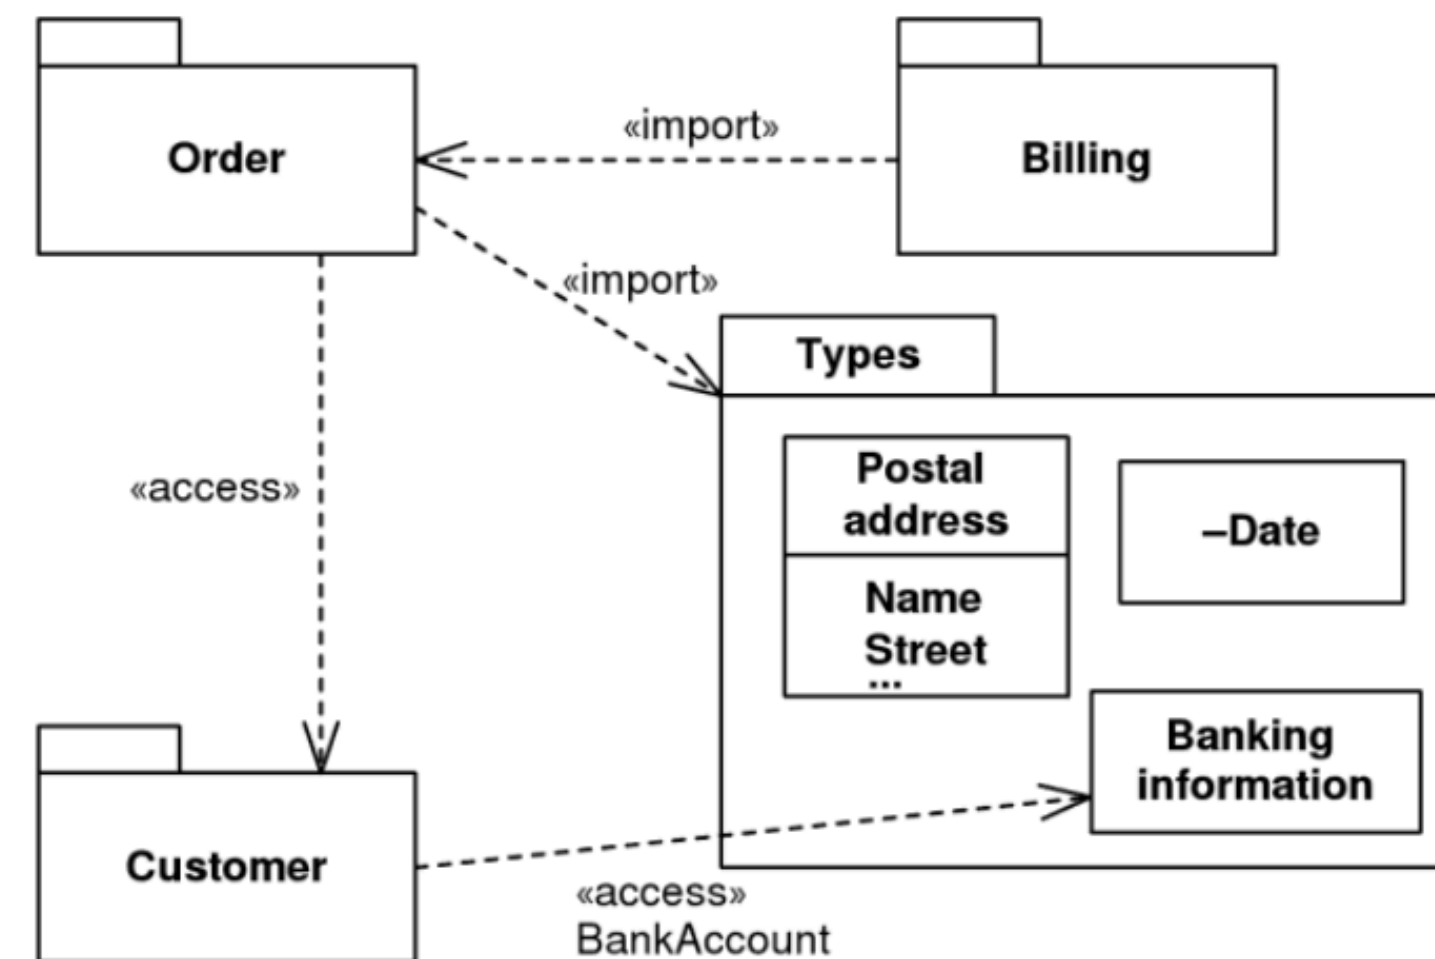 Order
«import»
Billing
«import»
Types
Postal
address
Name
Street
...
–Date
«access»
Banking
information
Customer
«access»
BankAccount